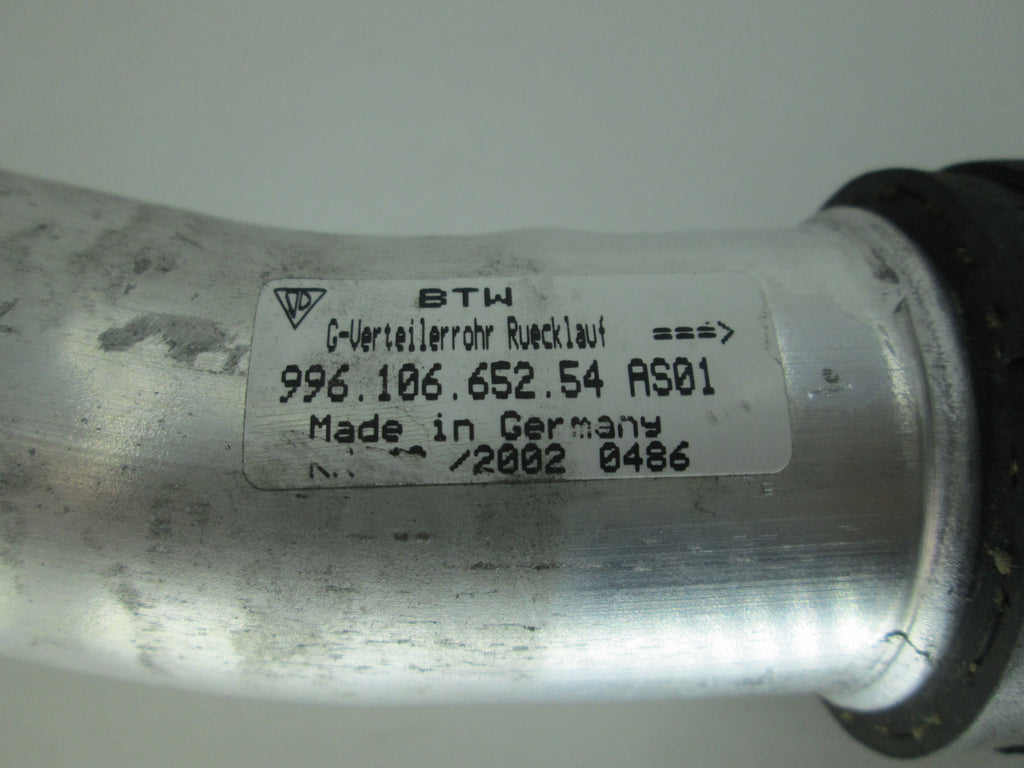 BTW
G-Verteilerrohr Ruecklauf ===>
996.106.652.54 AS01
Made in Germany
/2002 0486